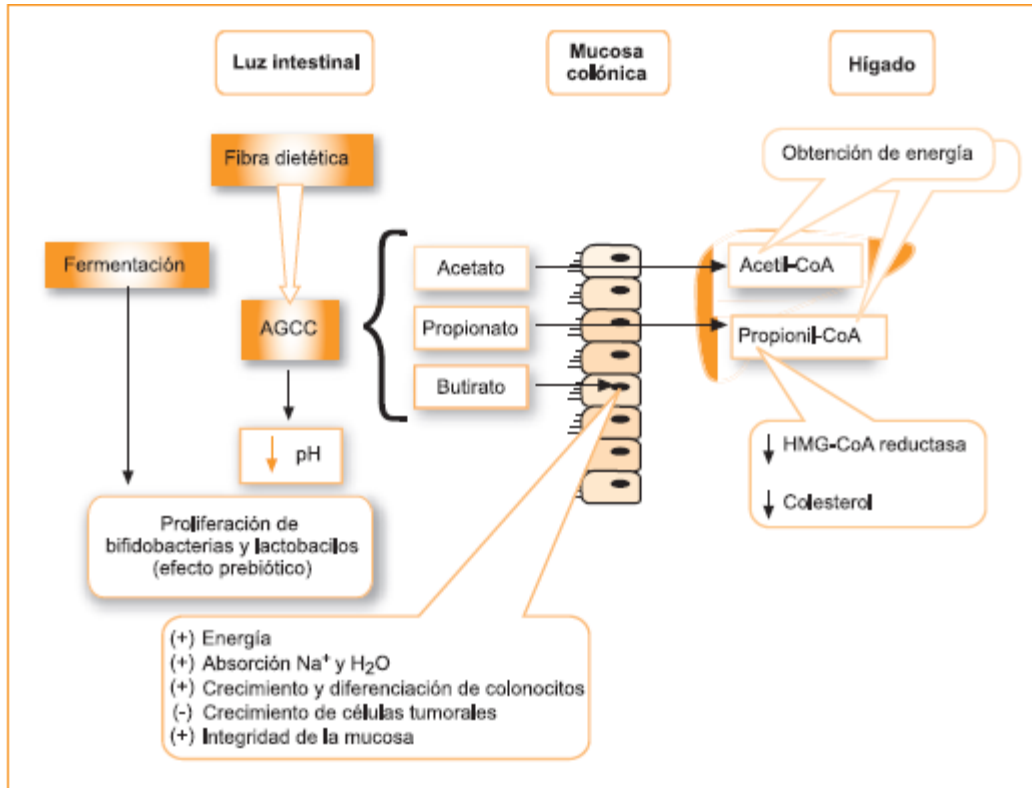 Luz intestinal
Mucosa
colónica
Hígado
Fibra dietética
Obtención de energía
Fermentación
AGCC
Acetato
Propionato
Butirato
Acetil-CoA
Propionil-CoA
↓ pH
↓ HMG-CoA reductasa
↓ Colesterol
Proliferación de
bifidobacterias y lactobacilos
(efecto prebiótico)
(+) Energía
(+) Absorción Na⁺ y H₂O
(+) Crecimiento y diferenciación de colonocitos
(-) Crecimiento de células tumorales
(+) Integridad de la mucosa